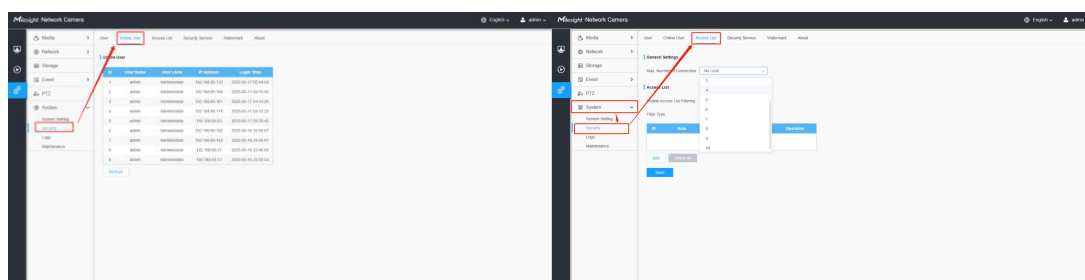 Milesight Network Camera
English
admin
Media
Network
Storage
Event
PTZ
System
System Setting
Security
Logs
Maintenance
User Online User Access List Security Service Watermark About
Online User
ID User Name User Level IP Address Login Time
1 admin Administrator
2 admin Administrator
3 admin Administrator
4 admin Administrator
5 admin Administrator
6 admin Administrator
7 admin Administrator
8 admin Administrator
9 admin Administrator
Refresh
Milesight Network Camera
English
admin
Media
Network
Storage
Event
PTZ
System
System Setting
Security
Logs
Maintenance
User Online User Access List Security Service Watermark About
General Settings
Max. Number of Connection No Limit
3
4
5
6
7
8
9
10
Access List
Enable Access List Filtering
Filter Type
ID Rule Operation
Add Delete All
Save